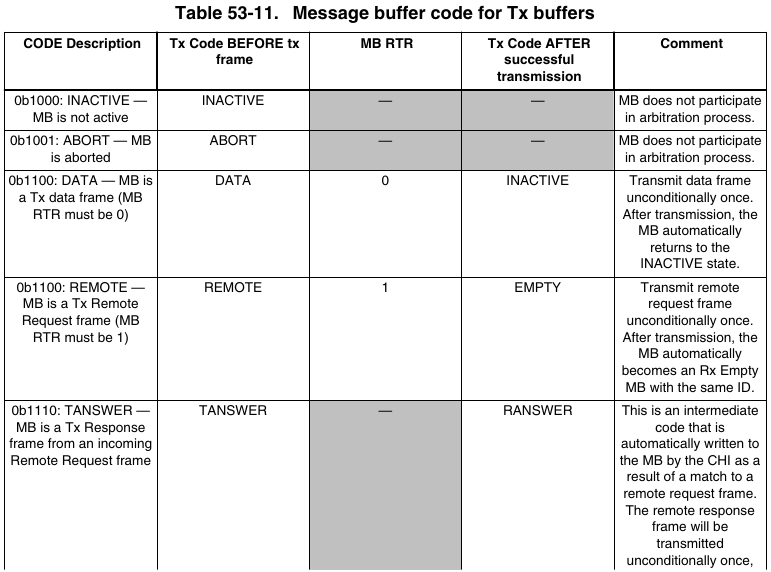 Table 53-11. Message buffer code for Tx buffers
CODE Description
Tx Code BEFORE tx
frame
MB RTR
Tx Code AFTER
successful
transmission
Comment
0b1000: INACTIVE —
MB is not active
INACTIVE
—
—
MB does not participate
in arbitration process.
0b1001: ABORT — MB
is aborted
ABORT
—
—
MB does not participate
in arbitration process.
0b1100: DATA — MB is
a Tx data frame (MB
RTR must be 0)
DATA
0
INACTIVE
Transmit data frame
unconditionally once.
After transmission, the
MB automatically
returns to the
INACTIVE state.
0b1100: REMOTE —
MB is a Tx Remote
Request frame (MB
RTR must be 1)
REMOTE
1
EMPTY
Transmit remote
request frame
unconditionally once.
After transmission, the
MB automatically
becomes an Rx Empty
MB with the same ID.
0b1110: TANSWER —
MB is a Tx Response
frame from an incoming
Remote Request frame
TANSWER
—
RANSWER
This is an intermediate
code that is
automatically written to
the MB by the CHI as a
result of a match to a
remote request frame.
The remote response
frame will be
transmitted
unconditionally once,